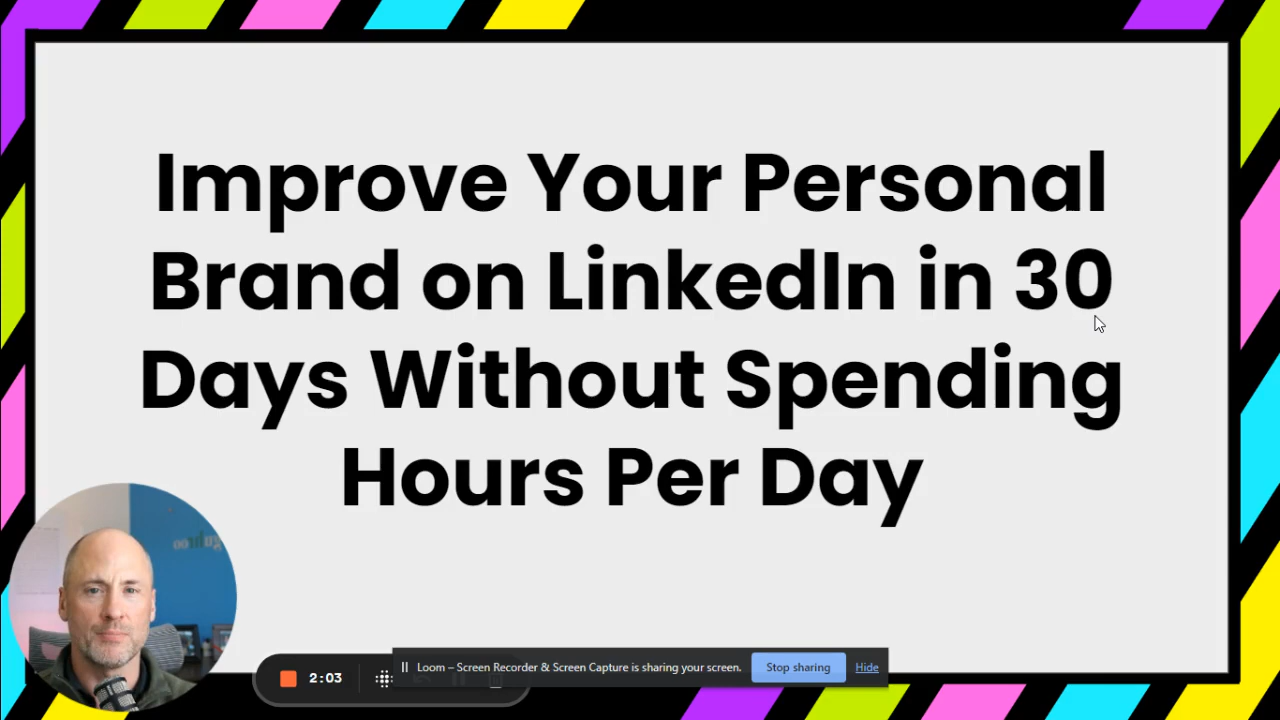 Improve Your Personal
Brand on LinkedIn in 30
Days Without Spending
Hours Per Day
2:03
Loom – Screen Recorder & Screen Capture is sharing your screen.
Stop sharing
Hide